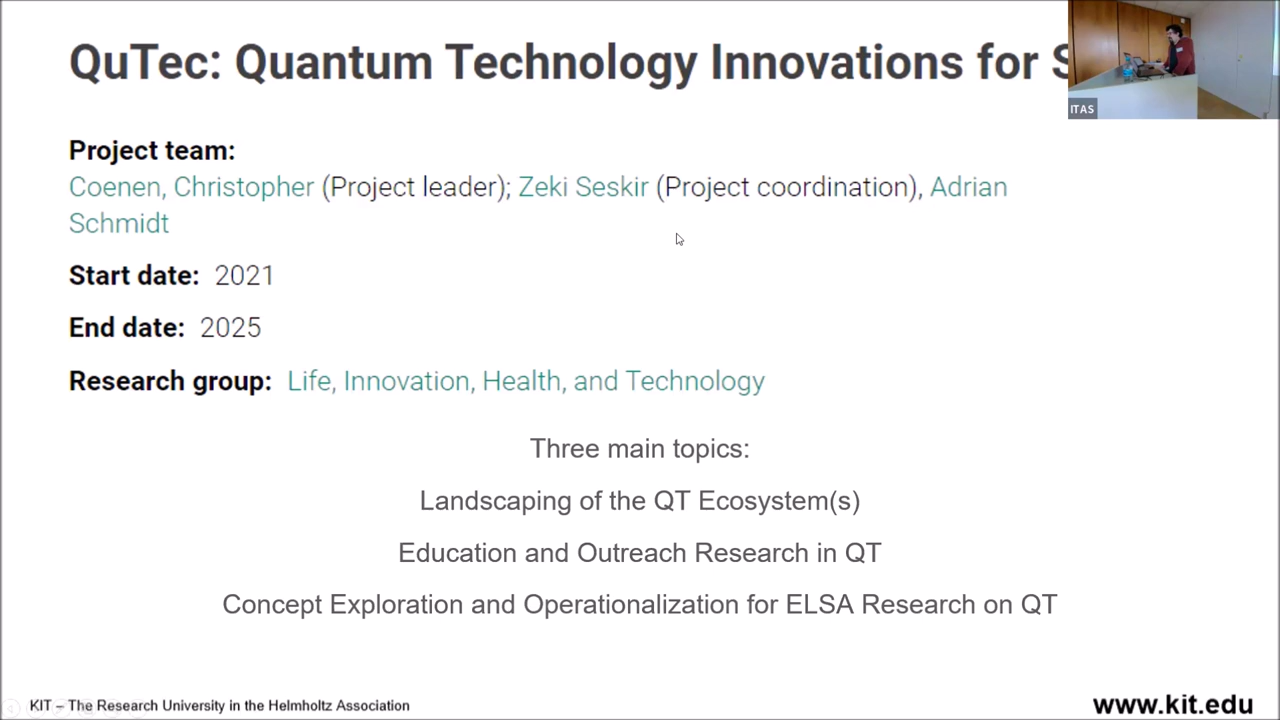 QuTec: Quantum Technology Innovations for
ITAS
Project team:
Coenen, Christopher (Project leader); Zeki Seskir (Project coordination), Adrian
Schmidt
Start date: 2021
End date: 2025
Research group: Life, Innovation, Health, and Technology
Three main topics:
Landscaping of the QT Ecosystem(s)
Education and Outreach Research in QT
Concept Exploration and Operationalization for ELSA Research on QT
KIT – The Research University in the Helmholtz Association
www.kit.edu